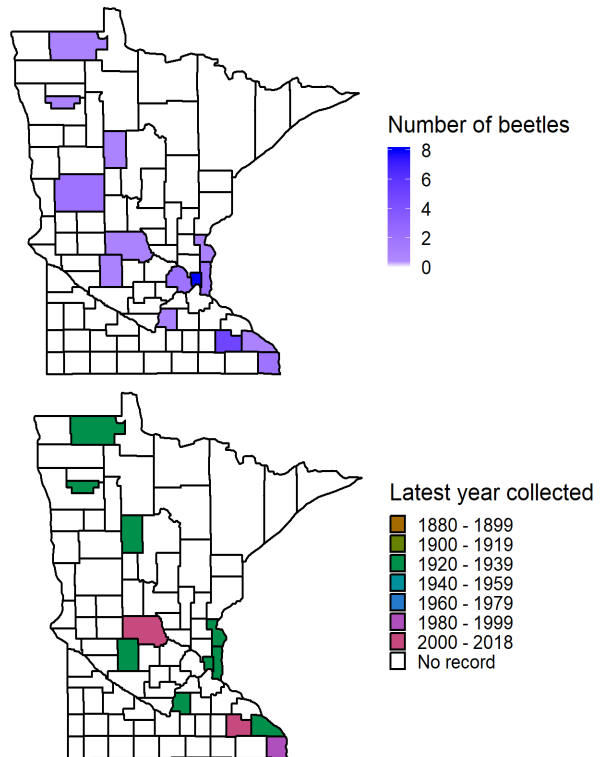 Number of beetles
8
6
4
2
0
Latest year collected
1880 - 1899
1900 - 1919
1920 - 1939
1940 - 1959
1960 - 1979
1980 - 1999
2000 - 2018
No record